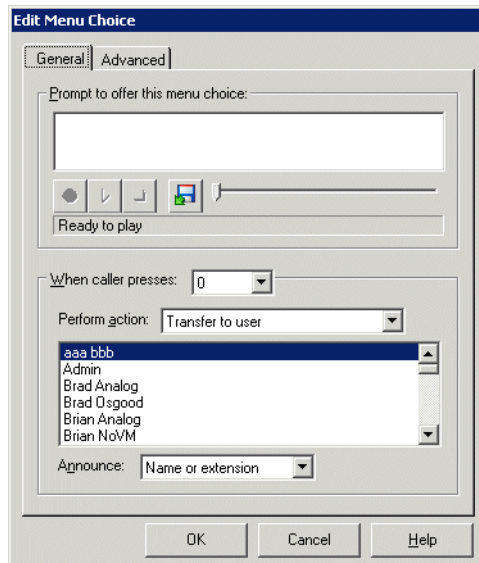 Edit Menu Choice
General Advanced
Prompt to offer this menu choice:
Ready to play
When caller presses: 0
Perform action: Transfer to user
aaa bbb
Admin
Brad Analog
Brad Osgood
Brian Analog
Brian NoVM
Announce: Name or extension
OK Cancel Help